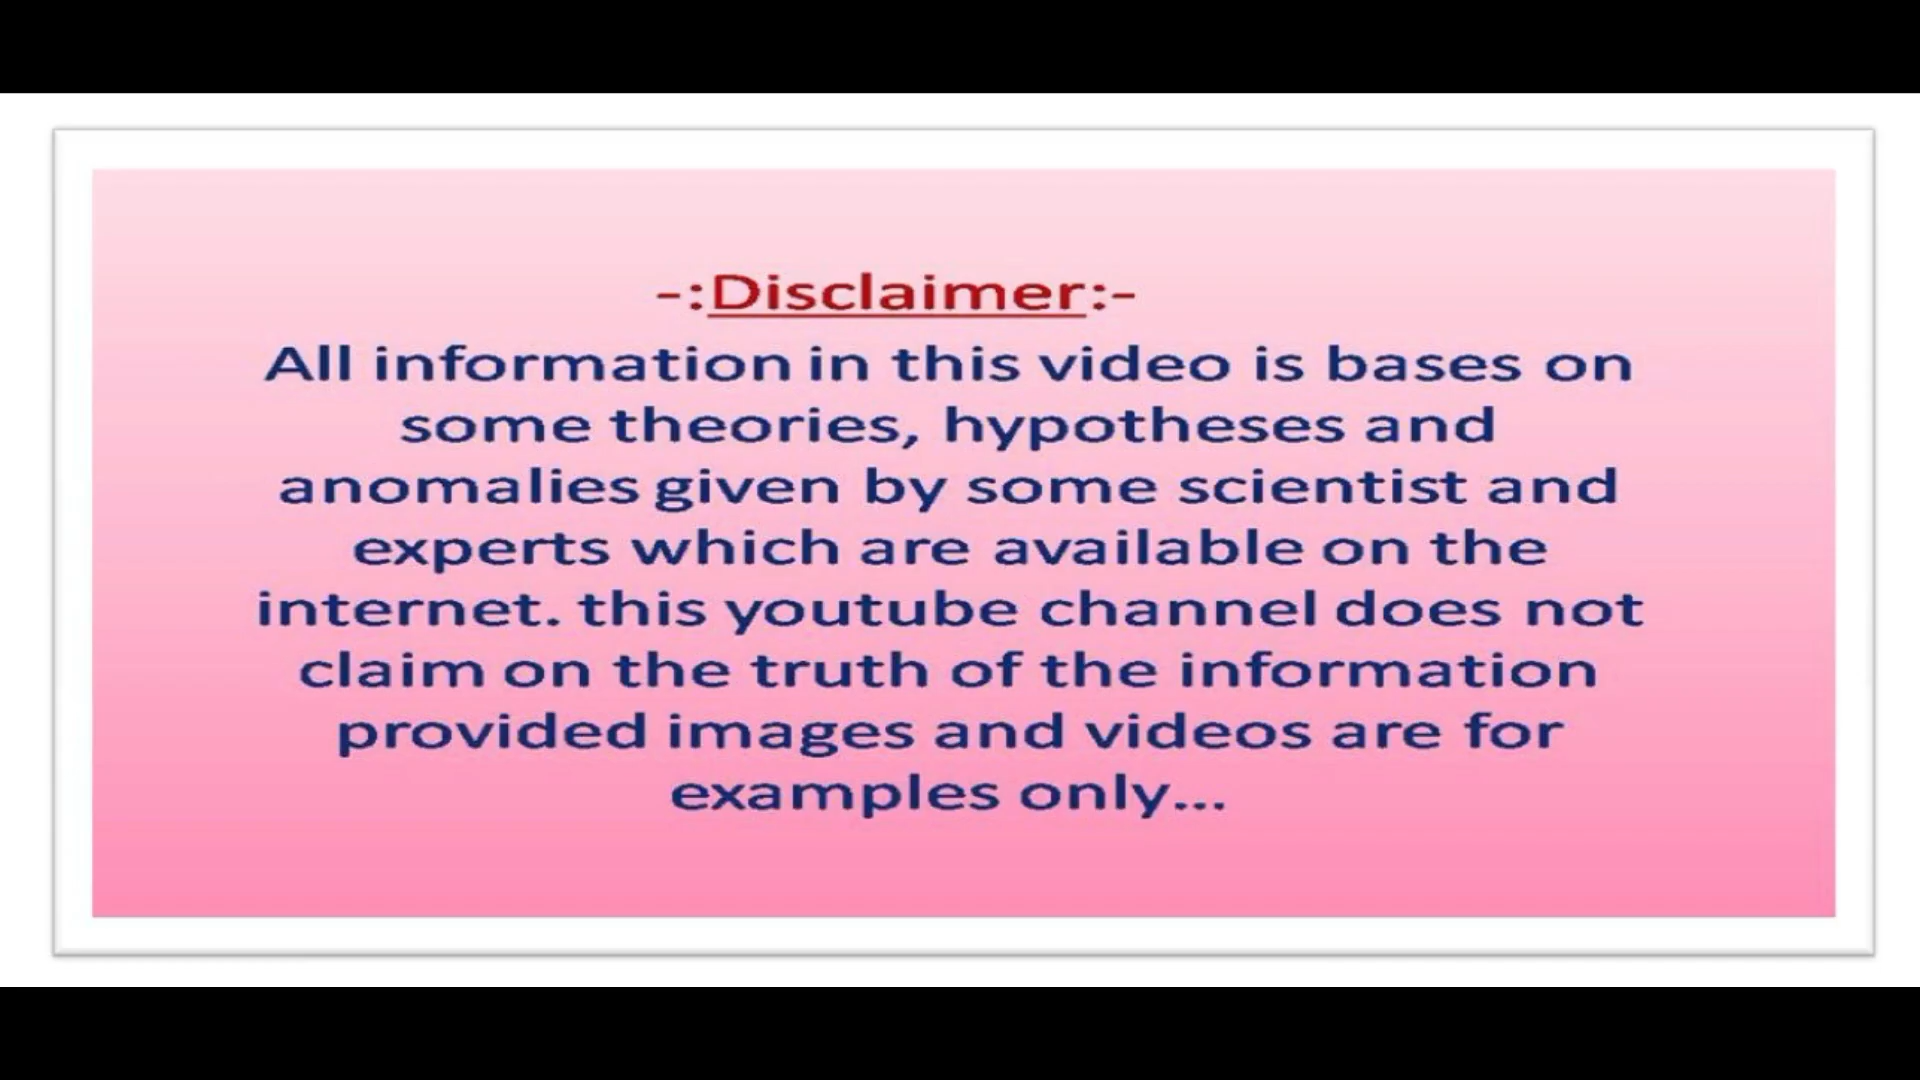 -:Disclaimer:-
All information in this video is bases on
some theories, hypotheses and
anomalies given by some scientist and
experts which are available on the
internet. this youtube channel does not
claim on the truth of the information
provided images and videos are for
examples only...